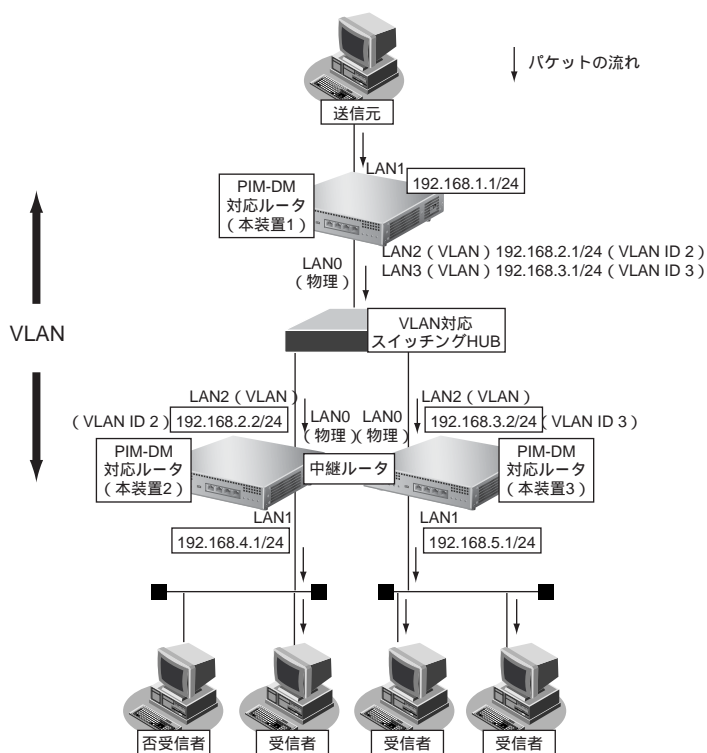 パケットの流れ
送信元
LAN1
192.168.1.1/24
PIM-DM
対応ルータ
(本装置1)
LAN2(VLAN)192.168.2.1/24(VLAN ID 2)
LAN3(VLAN)192.168.3.1/24(VLAN ID 3)
LAN0
(物理)
VLAN
VLAN対応
スイッチングHUB
LAN2(VLAN)
(VLAN ID 2)
192.168.2.2/24
LAN0
(物理)
LAN0
(物理)
LAN2(VLAN)
192.168.3.2/24
(VLAN ID 3)
PIM-DM
対応ルータ
(本装置2)
中継ルータ
PIM-DM
対応ルータ
(本装置3)
LAN1
192.168.4.1/24
LAN1
192.168.5.1/24
否受信者
受信者
受信者
受信者